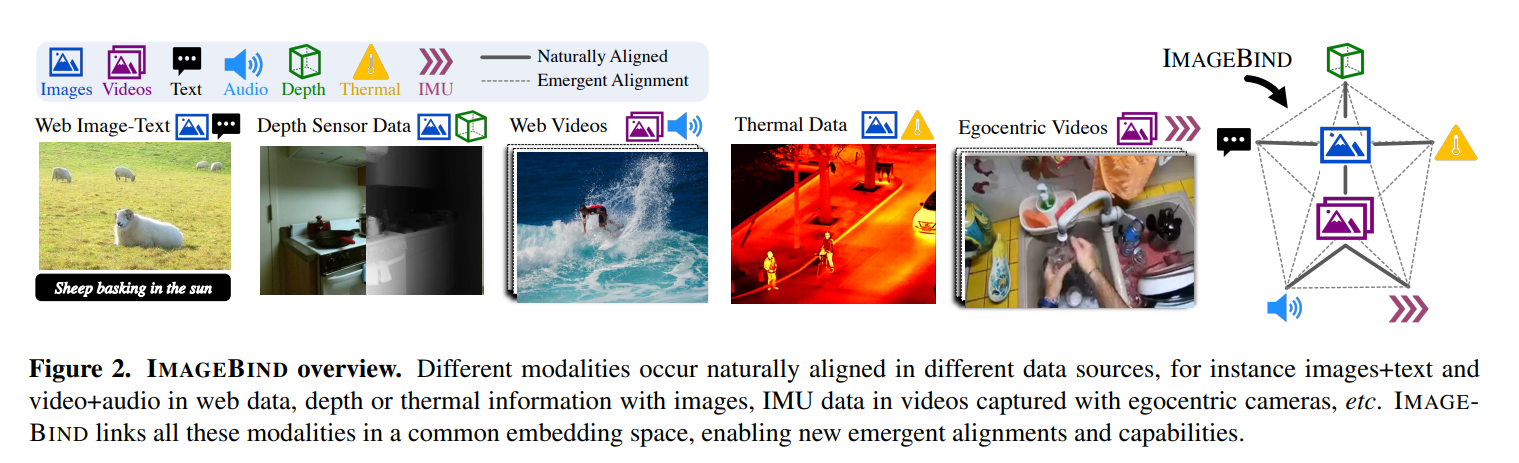 Images Videos Text Audio Depth Thermal IMU
Naturally Aligned
Emergent Alignment
Web Image-Text
Depth Sensor Data
Web Videos
Thermal Data
Egocentric Videos
IMAGEBIND
Sheep basking in the sun
Figure 2. IMAGEBIND overview. Different modalities occur naturally aligned in different data sources, for instance images+text and
video+audio in web data, depth or thermal information with images, IMU data in videos captured with egocentric cameras, etc. IMAGE-
BIND links all these modalities in a common embedding space, enabling new emergent alignments and capabilities.